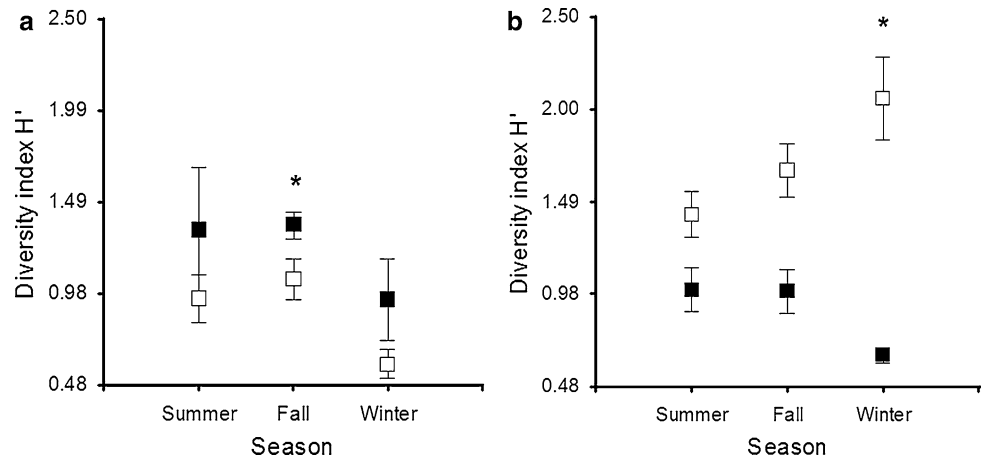 a
2.50
1.99
1.49
0.98
0.48
Diversity index H'
*
Summer Fall Winter
Season
b
2.50
2.00
1.49
0.98
0.48
Diversity index H'
*
Summer Fall Winter
Season